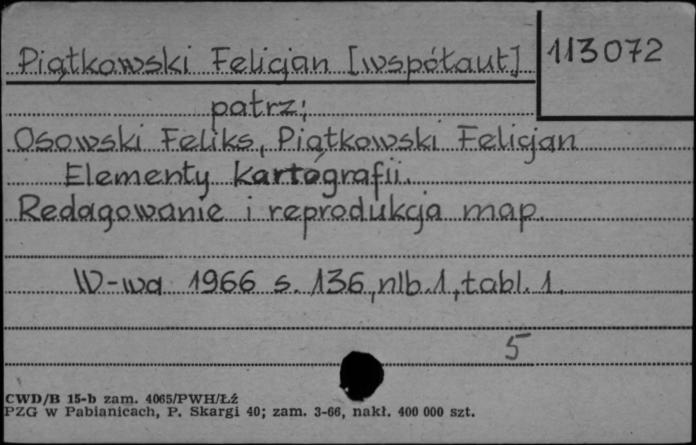 Piątkowski Felicjan [współaut] 113072
patrz:
Osowski Feliks, Piątkowski Felicjan
Elementy kartografii.
Redagowanie i reprodukcja map.
W-wa 1966 s. 136, nlb. 1, tabl. 1.
5
CWD/B 15-b zam. 4065/PWH/Łź
PZG w Pabianicach, P. Skargi 40; zam. 3-66, nakł. 400 000 szt.